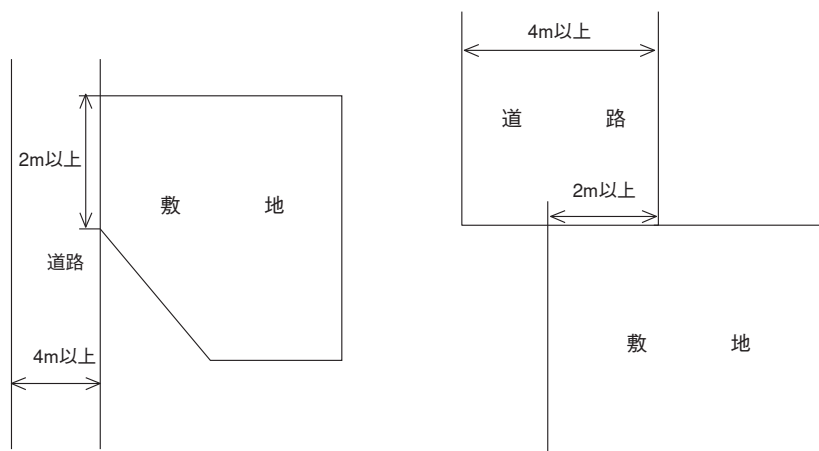 2m以上
敷 地
道路
4m以上
4m以上
道 路
2m以上
敷 地